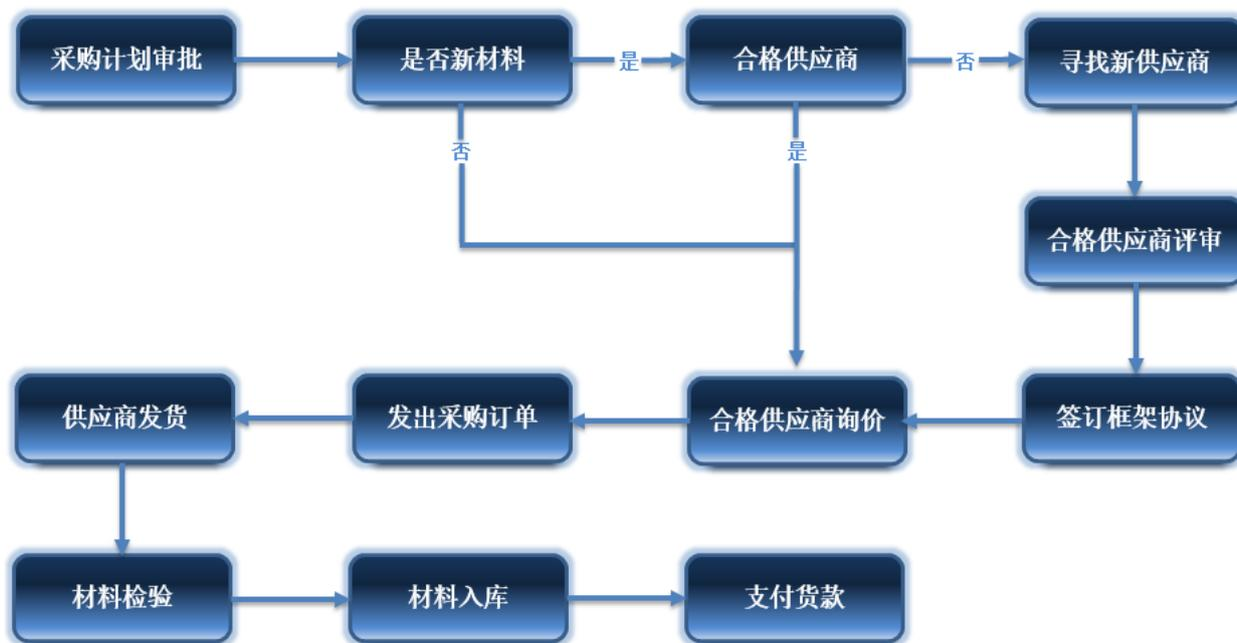 采购计划审批
是否新材料
是
合格供应商
否
寻找新供应商
否
是
合格供应商评审
供应商发货
发出采购订单
合格供应商询价
签订框架协议
材料检验
材料入库
支付货款